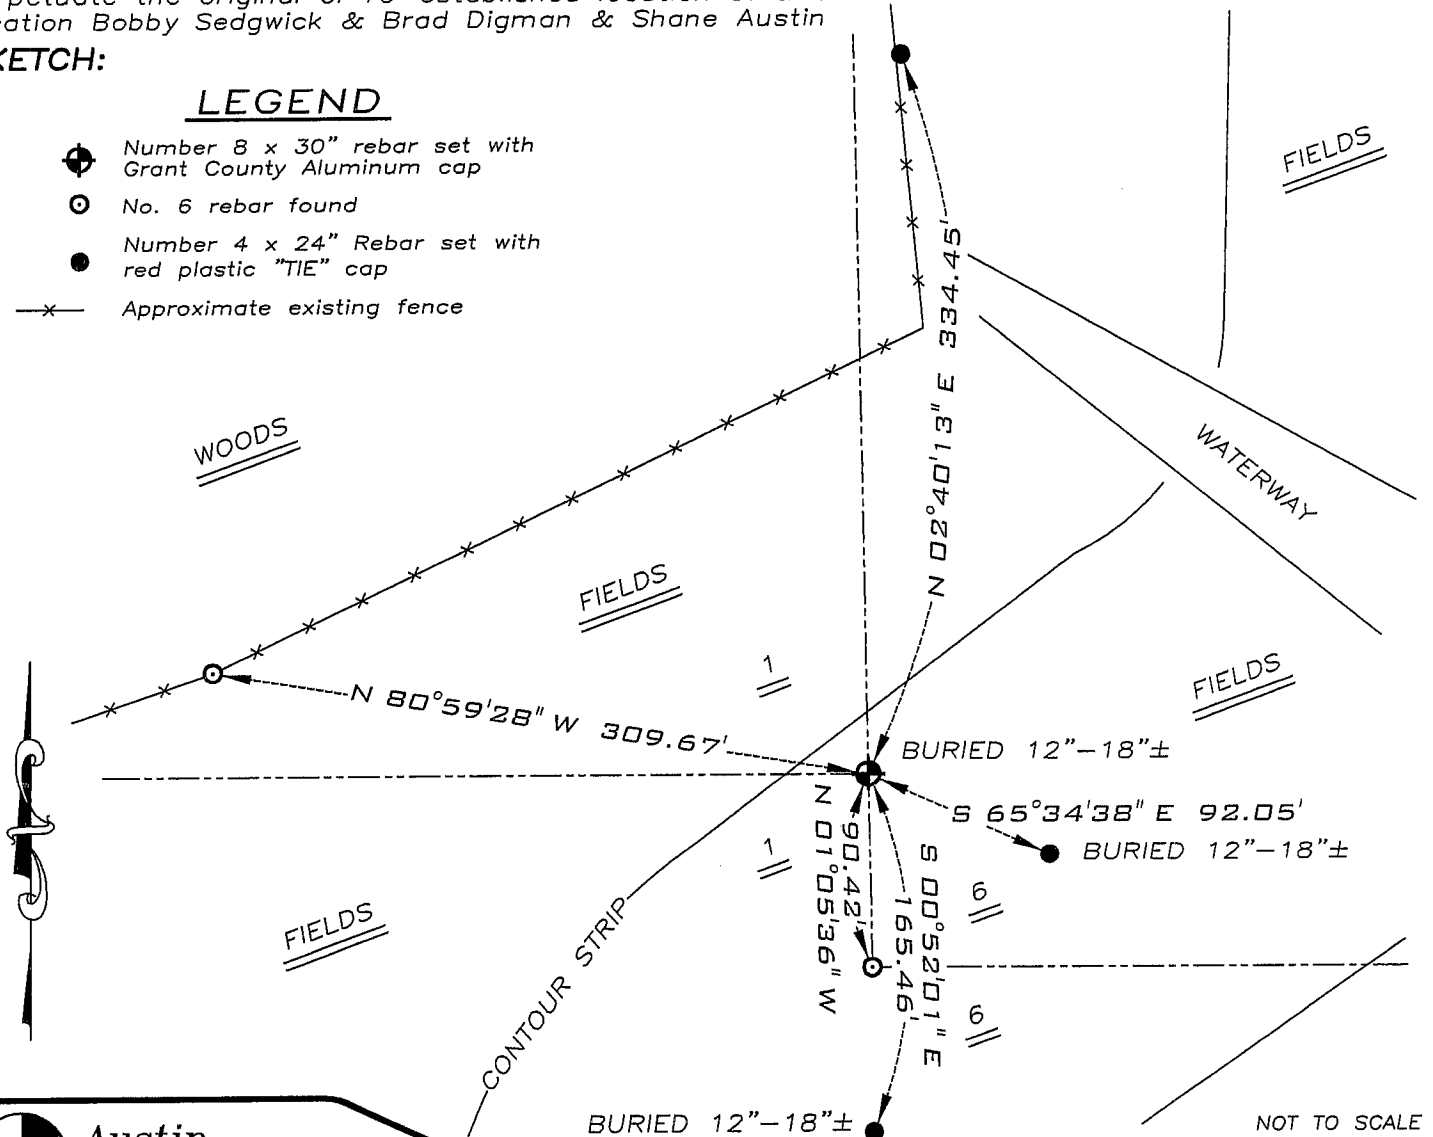 cation Bobby Sedgwick & Brad Digman & Shane Austin
KETCH:
LEGEND
Number 8 x 30" rebar set with
Grant County Aluminum cap
No. 6 rebar found
Number 4 x 24" Rebar set with
red plastic "TIE" cap
Approximate existing fence
FIELDS
N 02°40'13" E 334.45'
WOODS
WATERWAY
FIELDS
1
FIELDS
N 80°59'28" W 309.67'
BURIED 12"-18"±
S 65°34'38" E 92.05'
BURIED 12"-18"±
1
90.42'
N 01°05'36" W
S 00°52'01" E
165.46'
6
FIELDS
CONTOUR STRIP
6
BURIED 12"-18"±
NOT TO SCALE
Austin